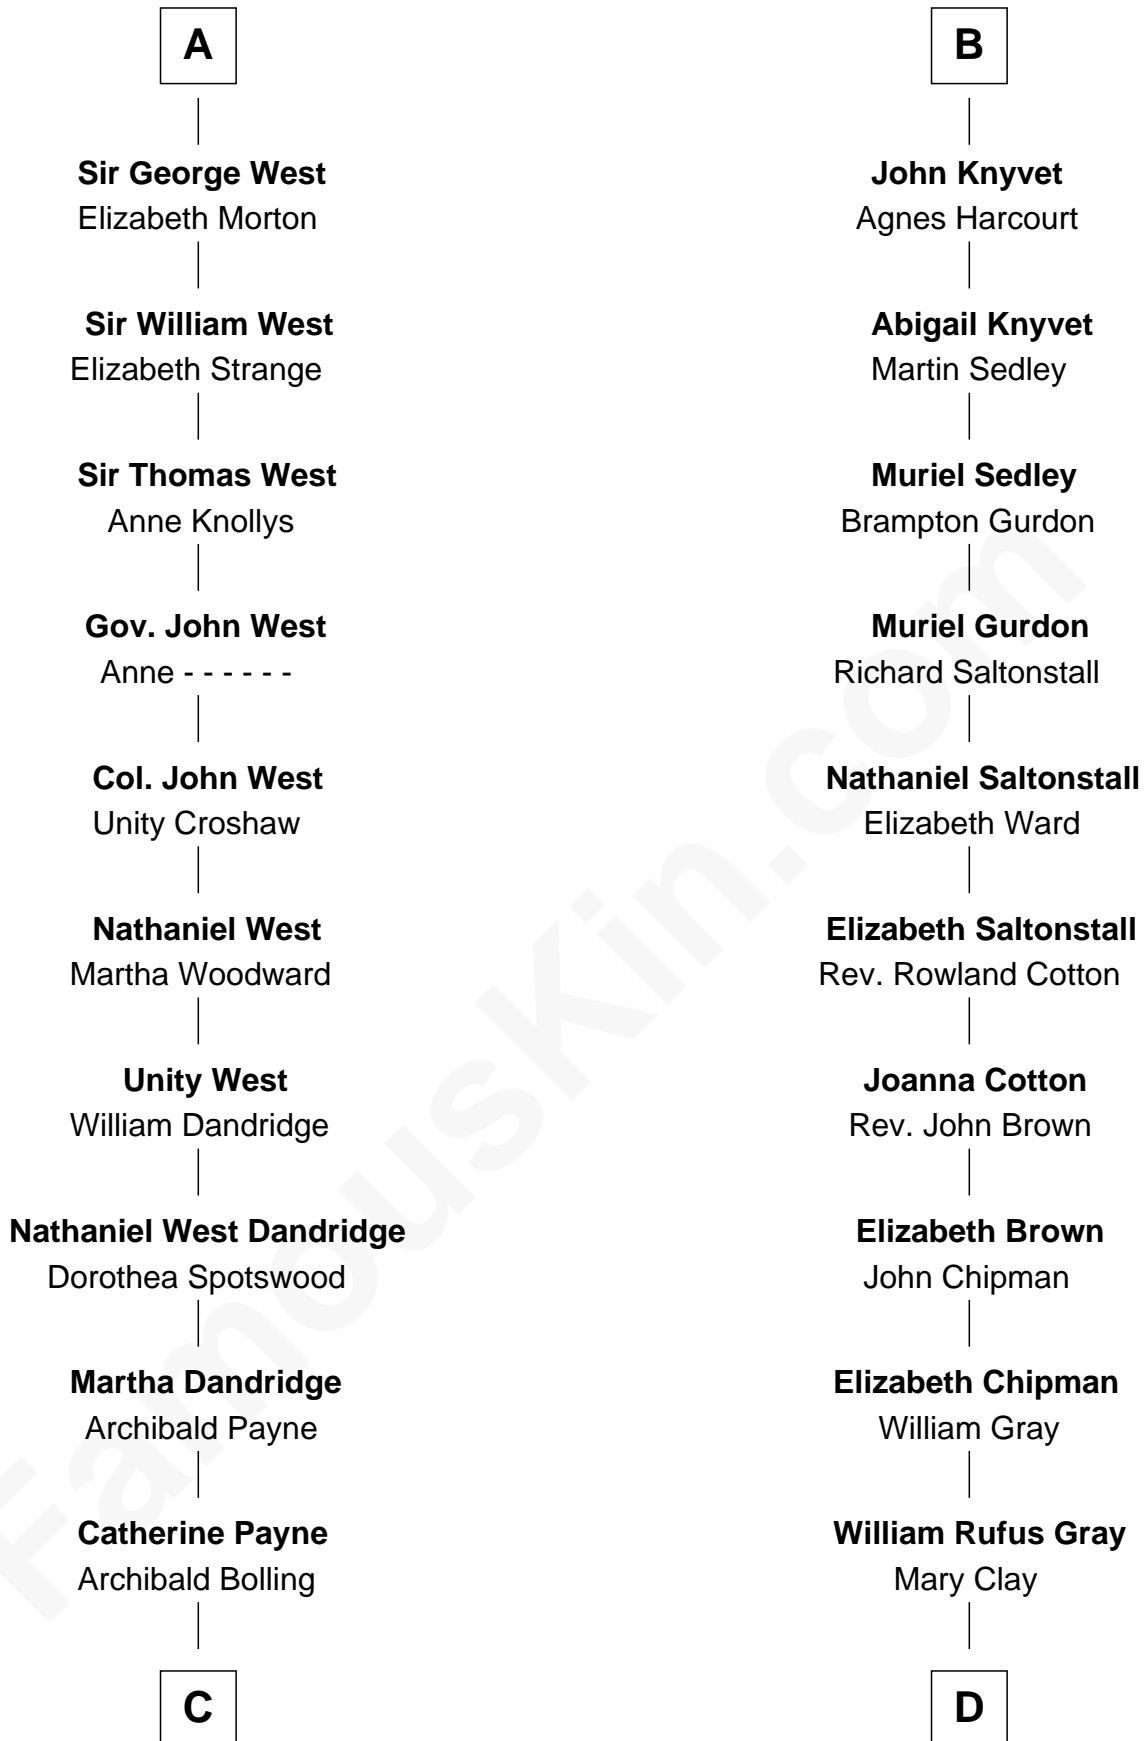 A
Sir George West
Elizabeth Morton
Sir William West
Elizabeth Strange
Sir Thomas West
Anne Knollys
Gov. John West
Anne - - - - - -
Col. John West
Unity Croshaw
Nathaniel West
Martha Woodward
Unity West
William Dandridge
Nathaniel West Dandridge
Dorothea Spotswood
Martha Dandridge
Archibald Payne
Catherine Payne
Archibald Bolling
C
B
John Knyvet
Agnes Harcourt
Abigail Knyvet
Martin Sedley
Muriel Sedley
Brampton Gurdon
Muriel Gurdon
Richard Saltonstall
Nathaniel Saltonstall
Elizabeth Ward
Elizabeth Saltonstall
Rev. Rowland Cotton
Joanna Cotton
Rev. John Brown
Elizabeth Brown
John Chipman
Elizabeth Chipman
William Gray
William Rufus Gray
Mary Clay
D
FamousKin.com